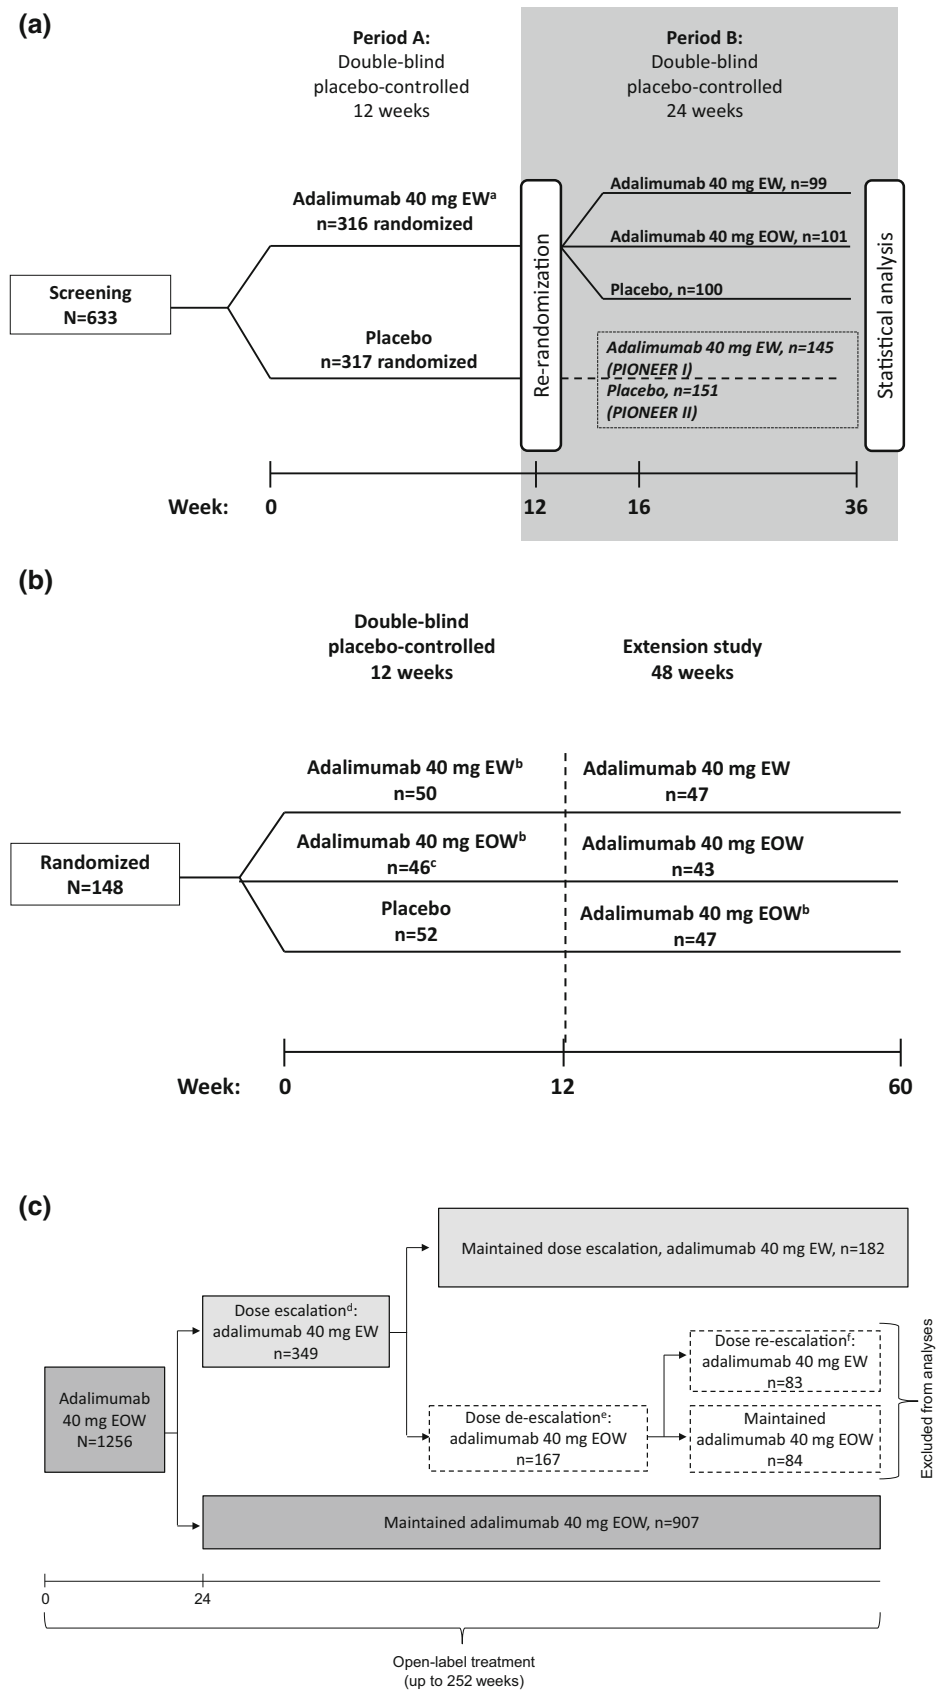 (a)
Period A:
Double-blind
placebo-controlled
12 weeks
Period B:
Double-blind
placebo-controlled
24 weeks
Screening
N=633
Adalimumab 40 mg EWᵃ
n=316 randomized
Placebo
n=317 randomized
Re-randomization
Adalimumab 40 mg EW, n=99
Adalimumab 40 mg EOW, n=101
Placebo, n=100
Adalimumab 40 mg EW, n=145
(PIONEER I)
Placebo, n=151
(PIONEER II)
Statistical analysis
Week: 0 12 16 36
(b)
Double-blind
placebo-controlled
12 weeks
Extension study
48 weeks
Randomized
N=148
Adalimumab 40 mg EWᵇ
n=50
Adalimumab 40 mg EW
n=47
Adalimumab 40 mg EOWᵇ
n=46ᶜ
Adalimumab 40 mg EOW
n=43
Placebo
n=52
Adalimumab 40 mg EOWᵇ
n=47
Week: 0 12 60
(c)
Adalimumab
40 mg EOW
N=1256
Dose escalationᵈ:
adalimumab 40 mg EW
n=349
Maintained dose escalation, adalimumab 40 mg EW, n=182
Dose de-escalationᵉ:
adalimumab 40 mg EOW
n=167
Dose re-escalationᶠ:
adalimumab 40 mg EW
n=83
Maintained
adalimumab 40 mg EOW
n=84
Excluded from analyses
Maintained adalimumab 40 mg EOW, n=907
0 24
Open-label treatment
(up to 252 weeks)